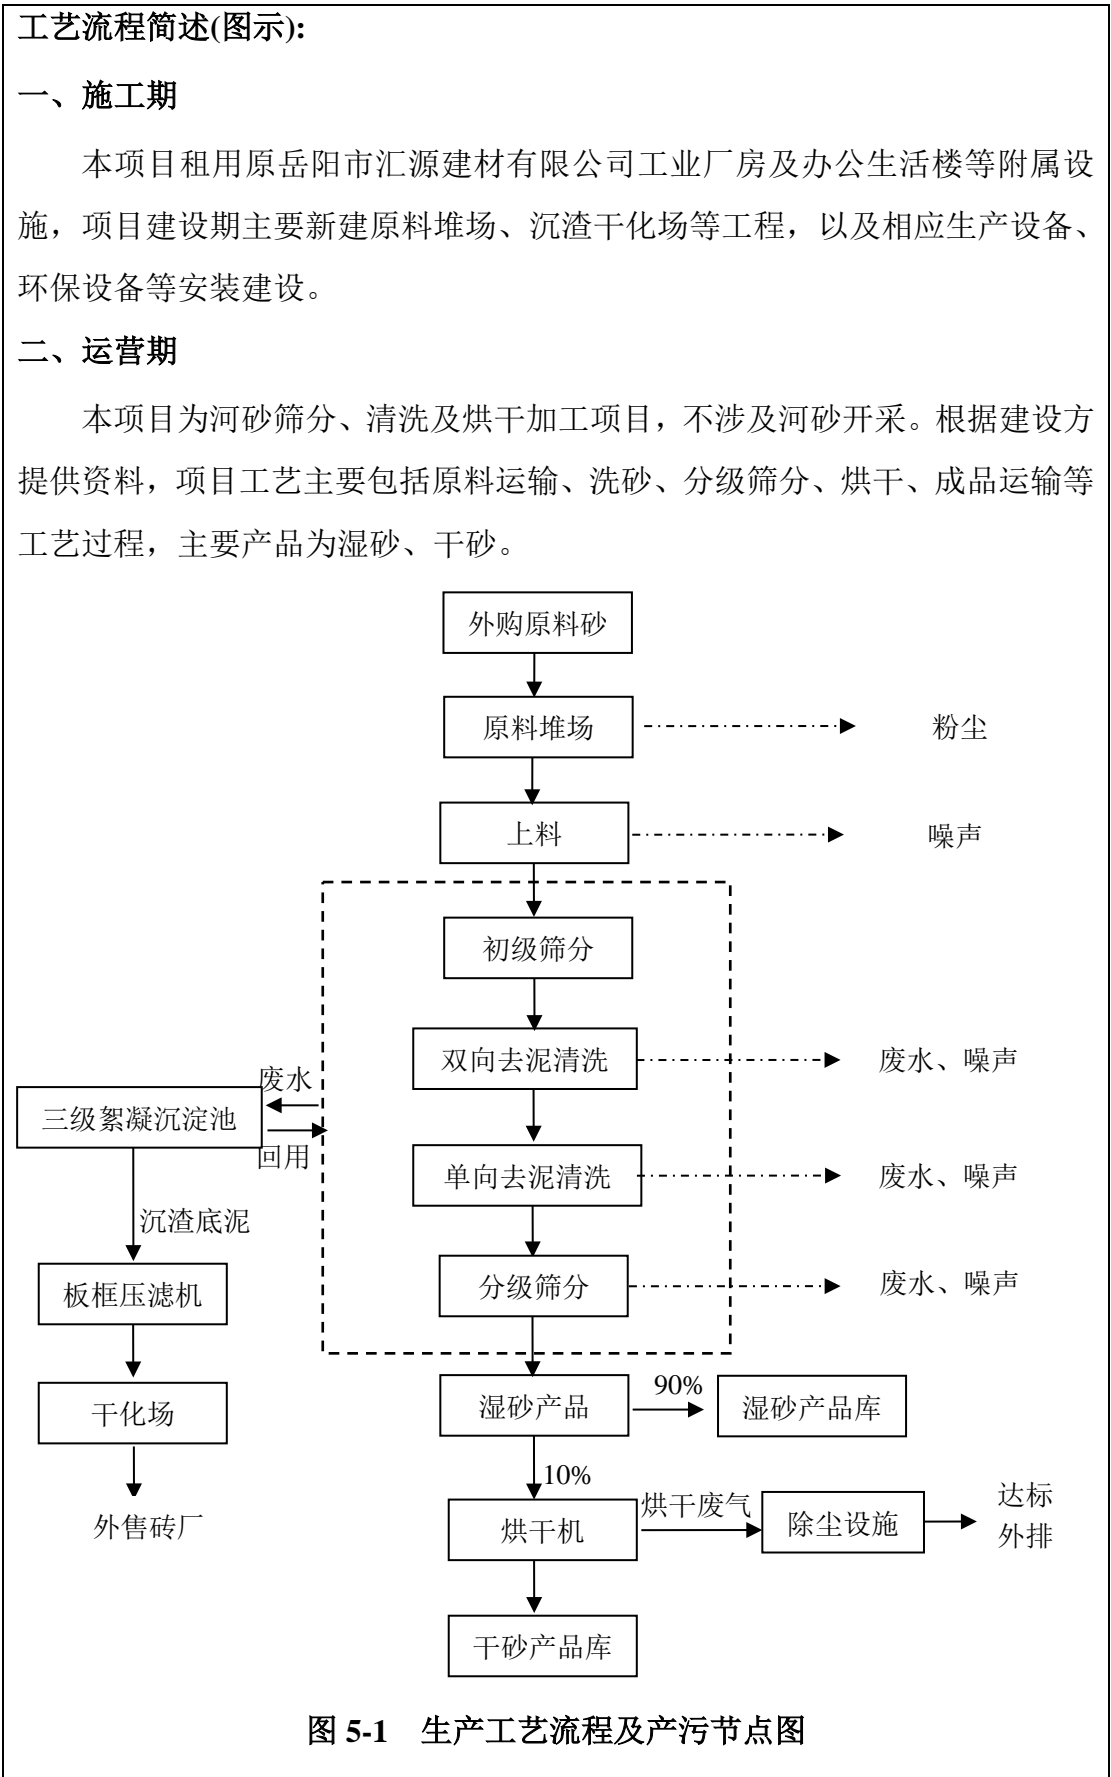 工艺流程简述(图示):
一、施工期
本项目租用原岳阳市汇源建材有限公司工业厂房及办公生活楼等附属设
施，项目建设期主要新建原料堆场、沉渣干化场等工程，以及相应生产设备、
环保设备等安装建设。
二、运营期
本项目为河砂筛分、清洗及烘干加工项目，不涉及河砂开采。根据建设方
提供资料，项目工艺主要包括原料运输、洗砂、分级筛分、烘干、成品运输等
工艺过程，主要产品为湿砂、干砂。
外购原料砂
原料堆场
粉尘
上料
噪声
初级筛分
双向去泥清洗
废水、噪声
废水
三级絮凝沉淀池
回用
单向去泥清洗
废水、噪声
沉渣底泥
板框压滤机
分级筛分
废水、噪声
干化场
湿砂产品
90%
湿砂产品库
10%
外售砖厂
烘干机
烘干废气
除尘设施
达标
外排
干砂产品库
图 5-1 生产工艺流程及产污节点图